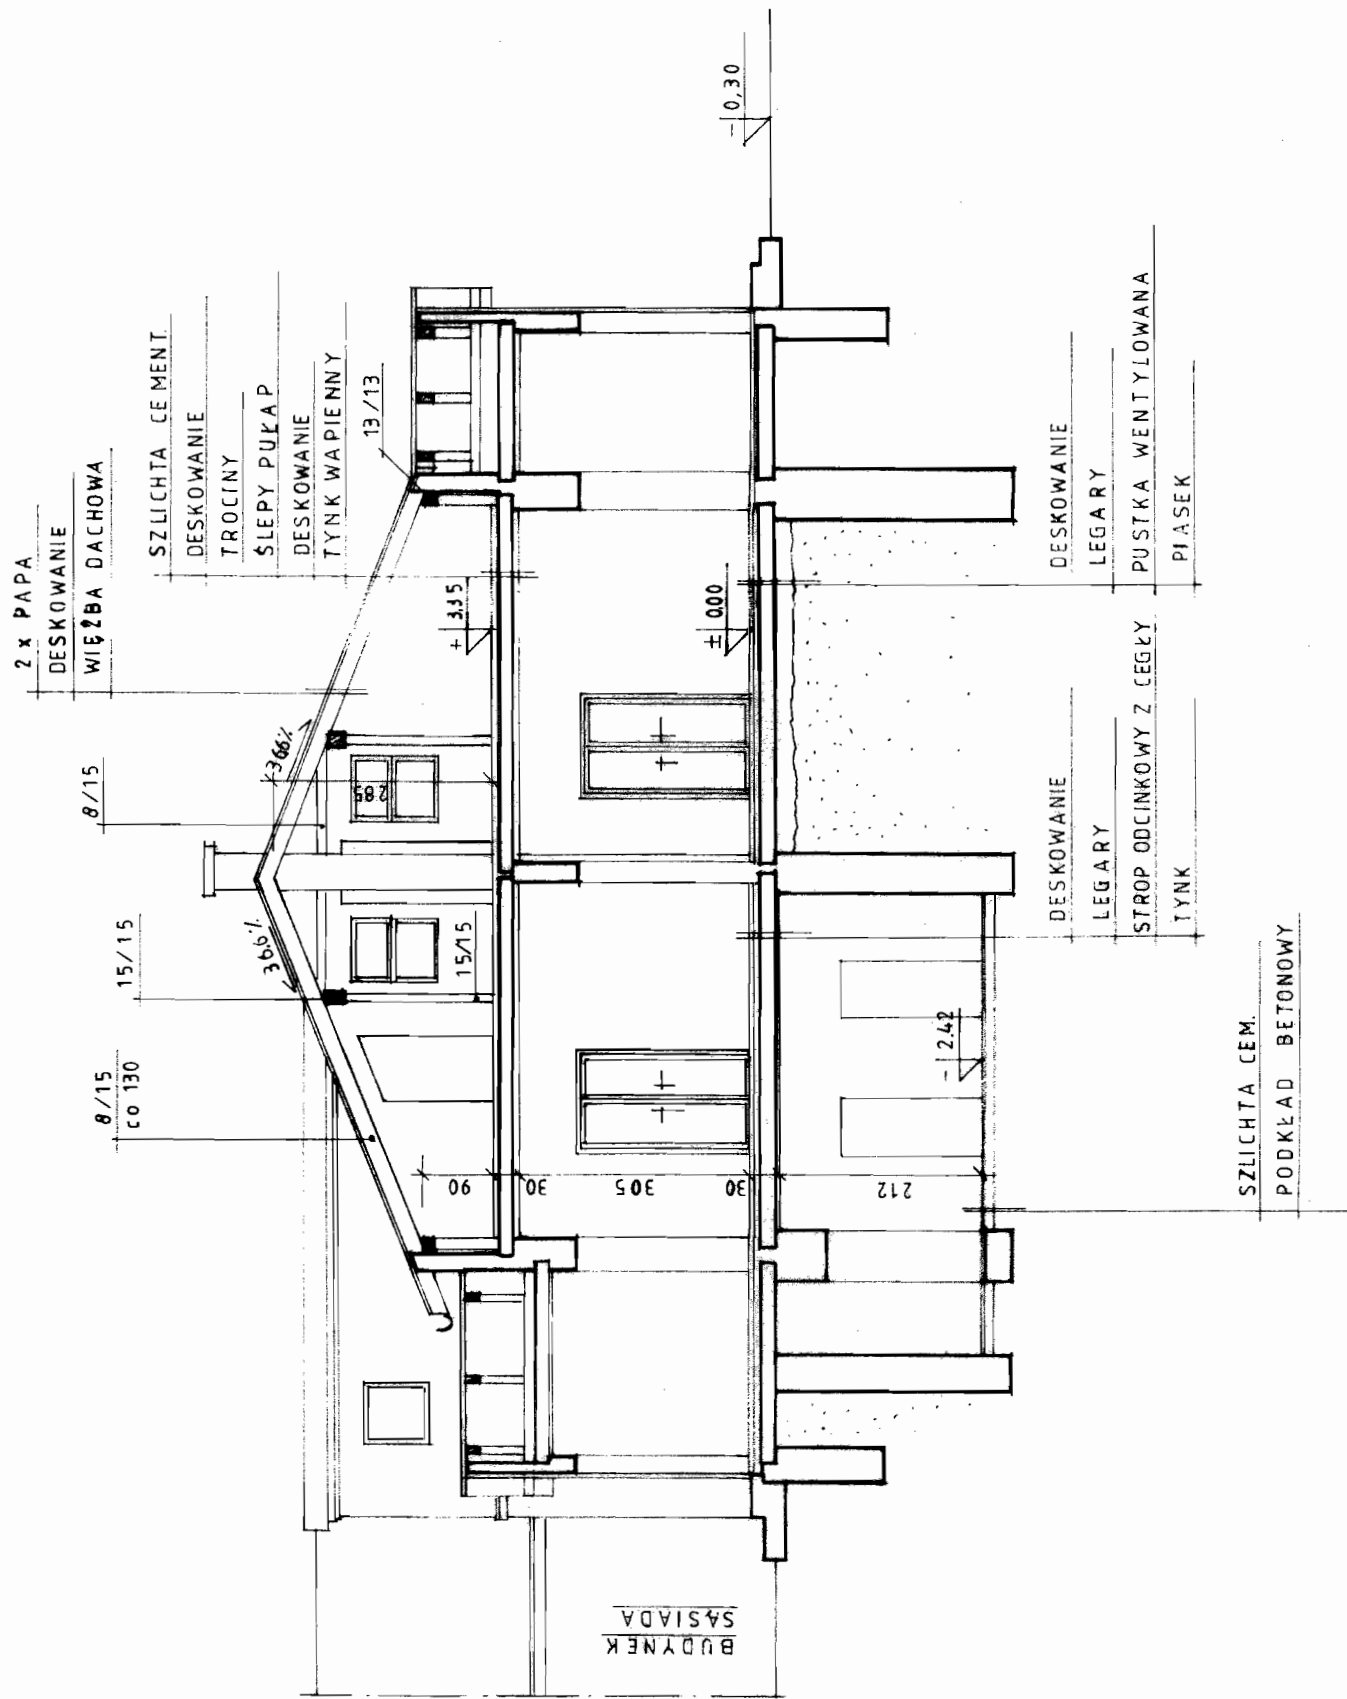 2 x PAPA
DESKOWANIE
WIĘŹBA DACHOWA
SZLICHTA CEMENT.
DESKOWANIE
TROCINY
ŚLEPY PUŁAP
DESKOWANIE
TYNK WAPIENNY
8/15
co 130
15/15
8/15
13/13
36.6%
36.6%
285
15/15
+ 3.35
± 0.00
- 0,30
- 2.42
90
30
305
30
212
BUDYNEK
SĄSIADA
SZLICHTA CEM.
PODKŁAD BETONOWY
DESKOWANIE
LEGARY
STROP ODCINKOWY Z CEGŁY
TYNK
DESKOWANIE
LEGARY
PUSTKA WENTYLOWANA
PIASEK